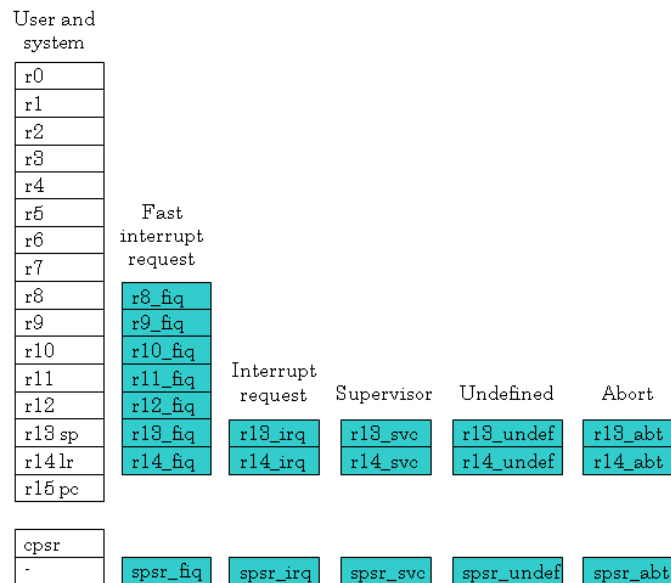 User and
system
r0
r1
r2
r3
r4
r5
r6
r7
r8
r9
r10
r11
r12
r13 sp
r14 lr
r15 pc
cpsr
-
Fast
interrupt
request
r8_fiq
r9_fiq
r10_fiq
r11_fiq
r12_fiq
r13_fiq
r14_fiq
spsr_fiq
Interrupt
request
r13_irq
r14_irq
spsr_irq
Supervisor
r13_svc
r14_svc
spsr_svc
Undefined
r13_undef
r14_undef
spsr_undef
Abort
r13_abt
r14_abt
spsr_abt